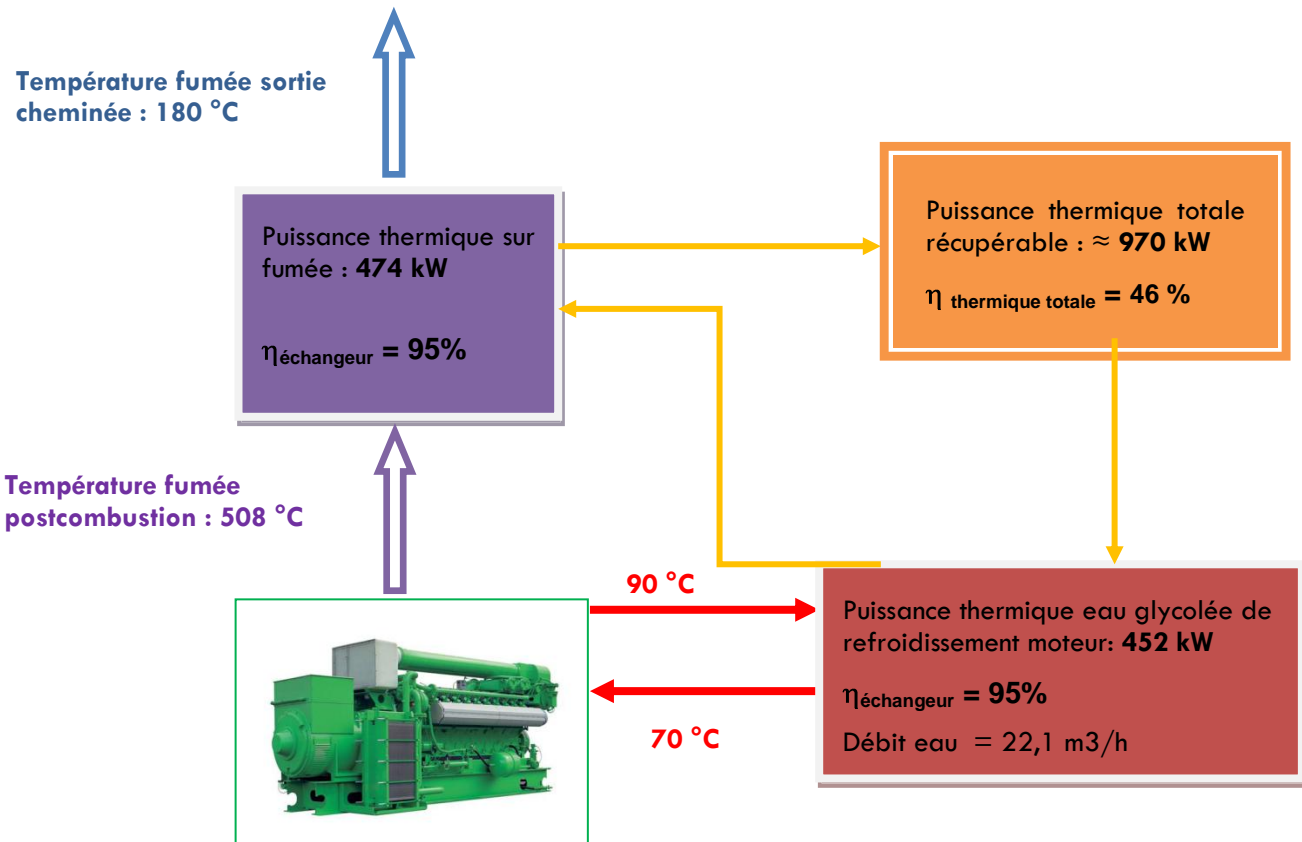 Température fumée sortie
cheminée : 180 °C
Puissance thermique sur
fumée : 474 kW
η échangeur = 95%
Puissance thermique totale
récupérable : ≈ 970 kW
η thermique totale = 46 %
Température fumée
postcombustion : 508 °C
90 °C
70 °C
Puissance thermique eau glycolée de
refroidissement moteur: 452 kW
ηéchangeur = 95%
Débit eau = 22,1 m3/h